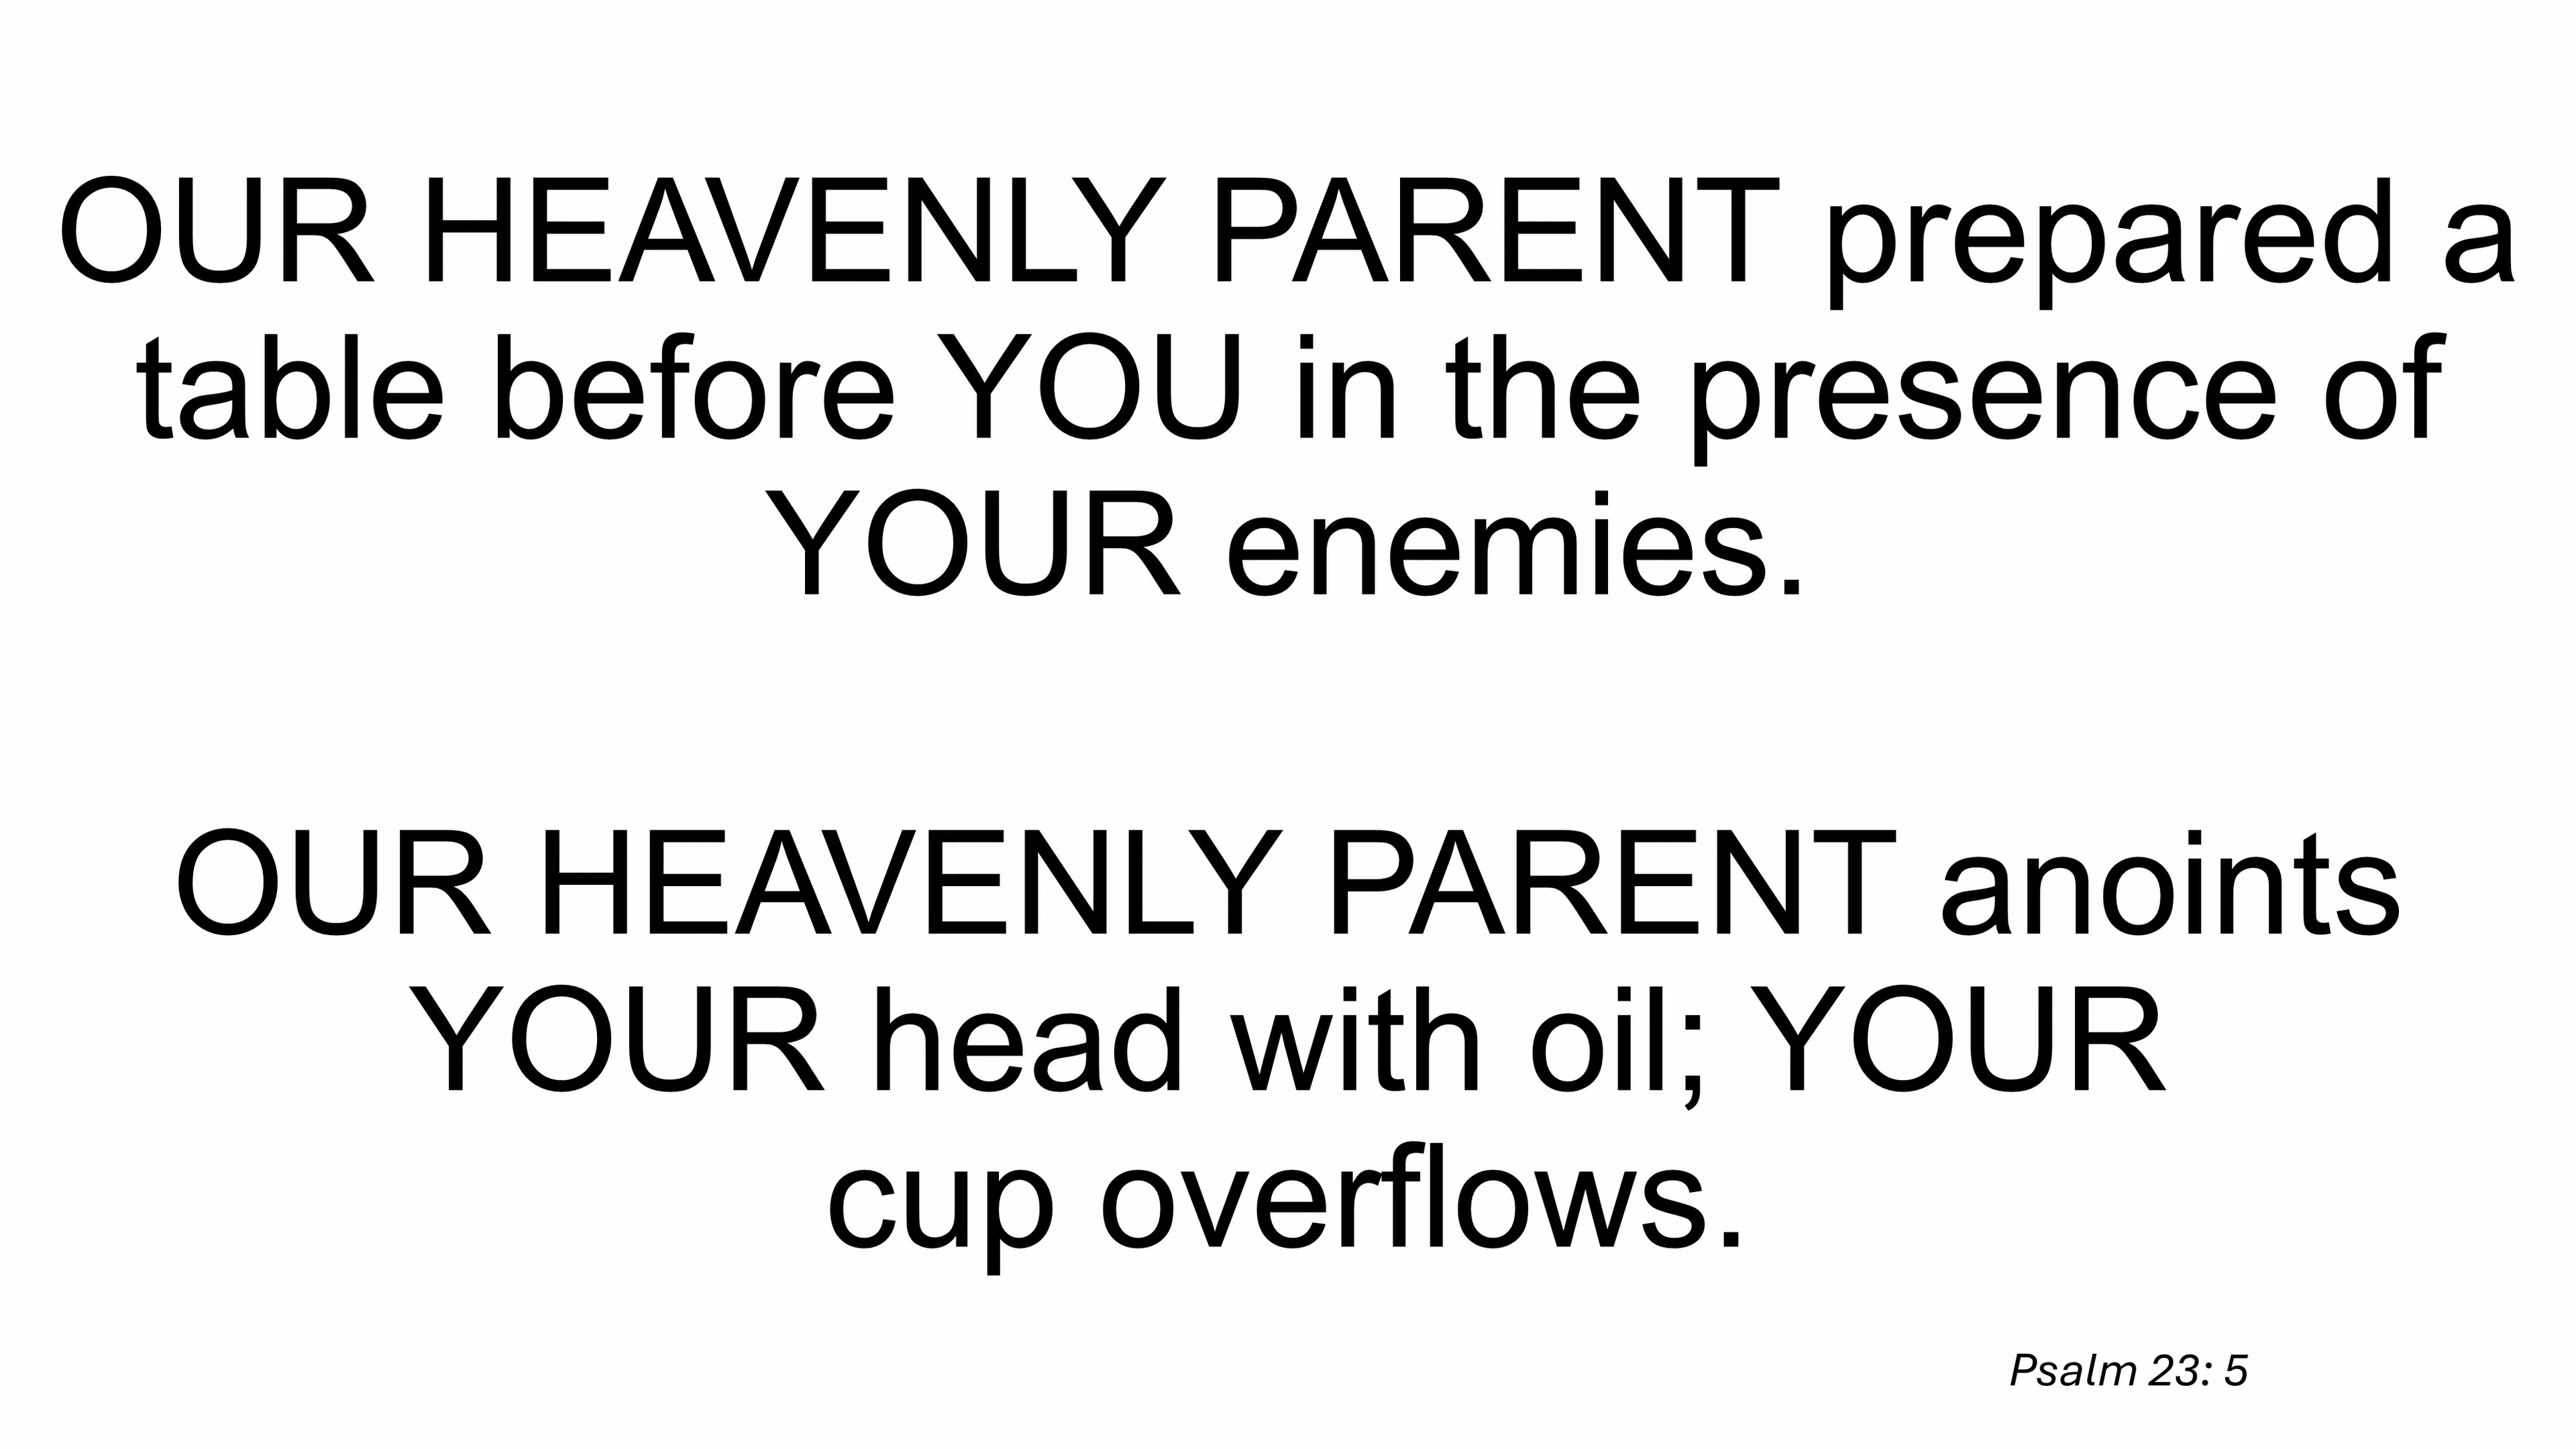 OUR HEAVENLY PARENT prepared a
table before YOU in the presence of
YOUR enemies.
OUR HEAVENLY PARENT anoints
YOUR head with oil; YOUR
cup overflows.
Psalm 23: 5